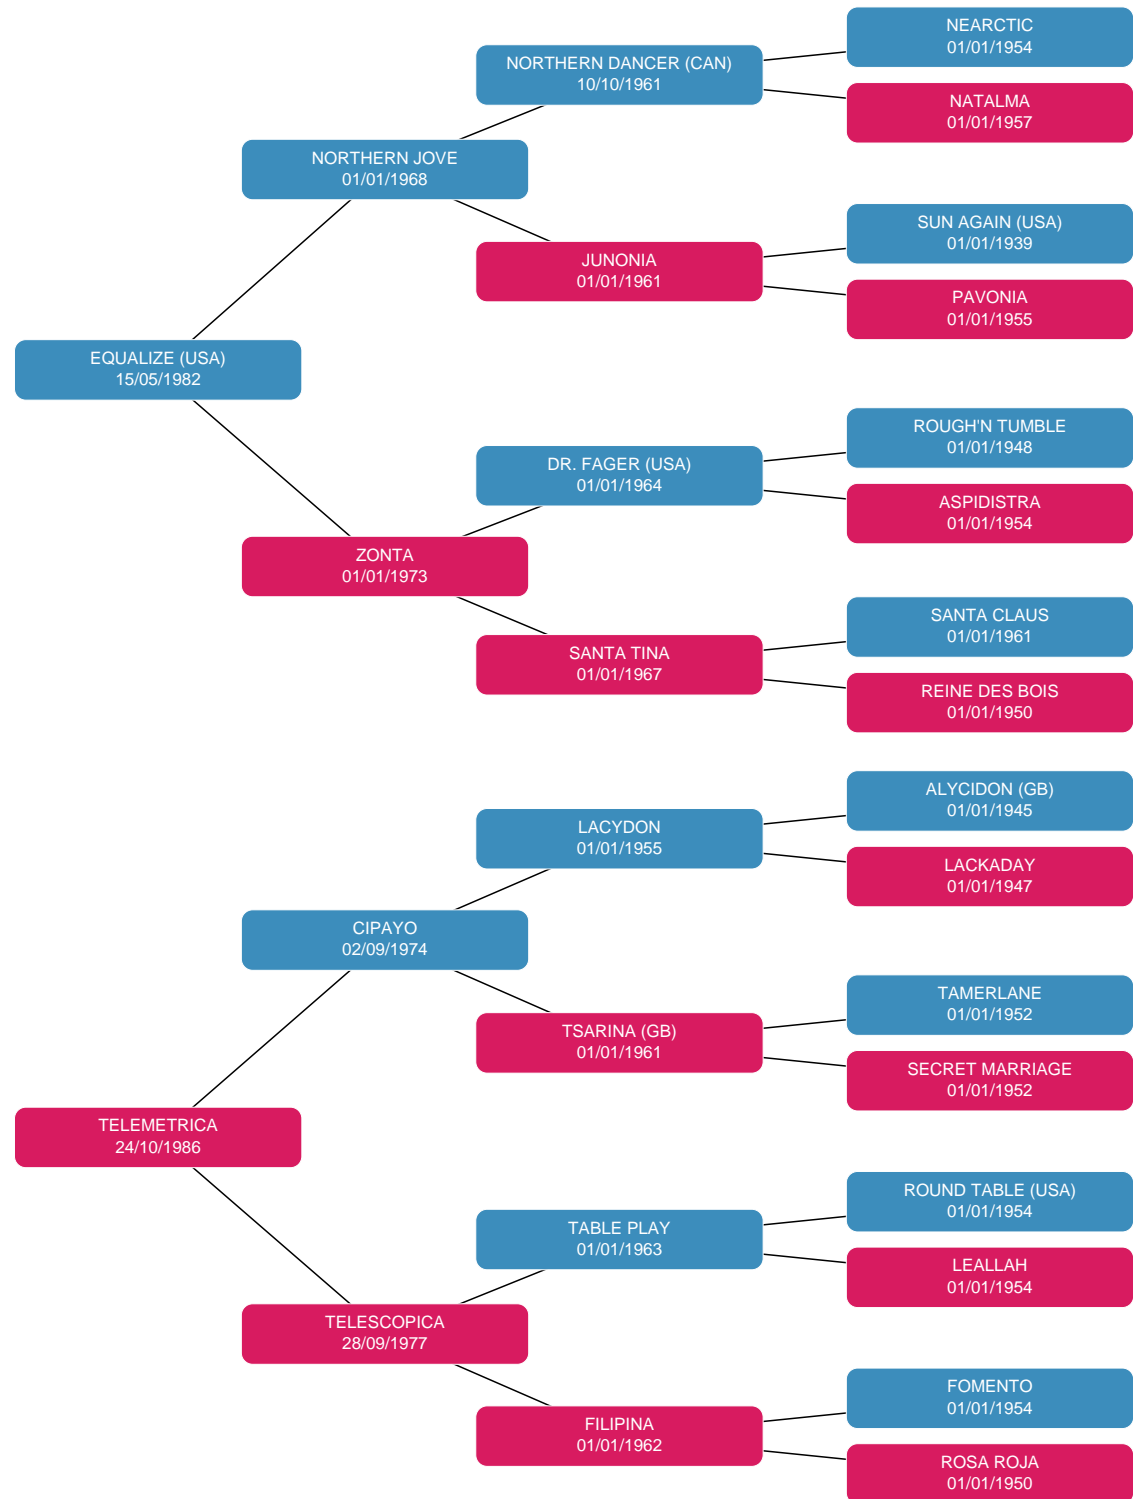 NEARCTIC
01/01/1954
NORTHERN DANCER (CAN)
10/10/1961
NATALMA
01/01/1957
NORTHERN JOVE
01/01/1968
SUN AGAIN (USA)
01/01/1939
JUNONIA
01/01/1961
PAVONIA
01/01/1955
EQUALIZE (USA)
15/05/1982
ROUGH'N TUMBLE
01/01/1948
DR. FAGER (USA)
01/01/1964
ASPIDISTRA
01/01/1954
ZONTA
01/01/1973
SANTA CLAUS
01/01/1961
SANTA TINA
01/01/1967
REINE DES BOIS
01/01/1950
ALYCIDON (GB)
01/01/1945
LACYDON
01/01/1955
LACKADAY
01/01/1947
CIPAYO
02/09/1974
TAMERLANE
01/01/1952
TSARINA (GB)
01/01/1961
SECRET MARRIAGE
01/01/1952
TELEMETRICA
24/10/1986
ROUND TABLE (USA)
01/01/1954
TABLE PLAY
01/01/1963
LEALLAH
01/01/1954
TELESCOPICA
28/09/1977
FOMENTO
01/01/1954
FILIPINA
01/01/1962
ROSA ROJA
01/01/1950